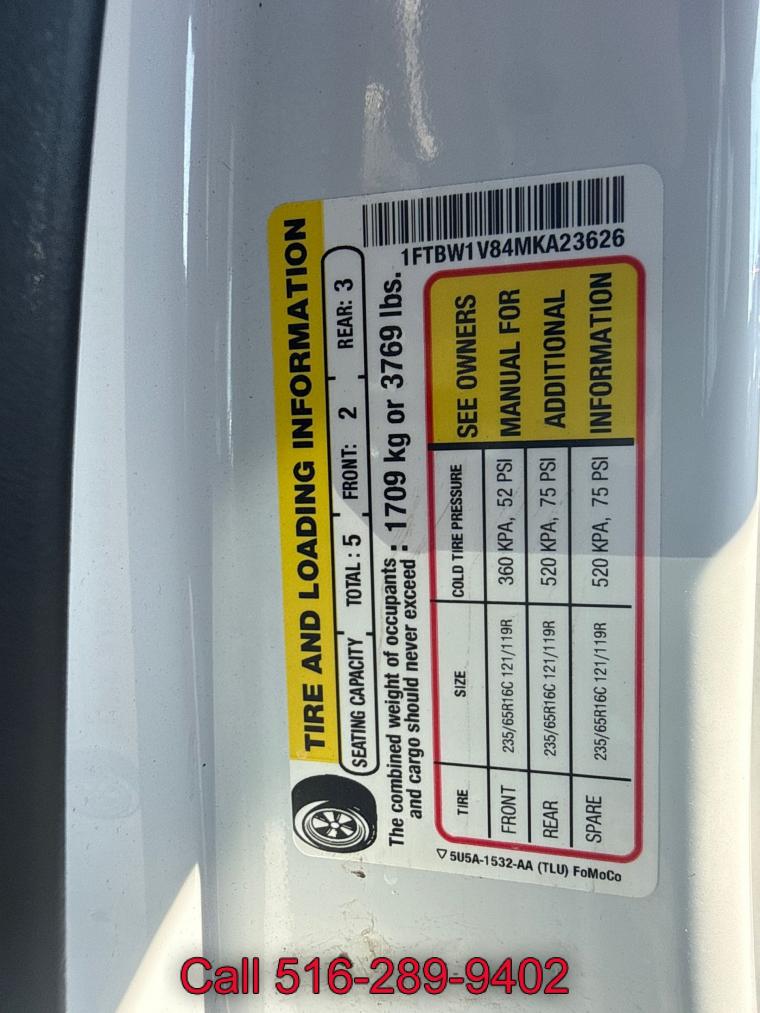 TIRE AND LOADING INFORMATION
SEATING CAPACITY TOTAL : 5 FRONT: 2 REAR: 3
The combined weight of occupants
and cargo should never exceed : 1709 kg or 3769 lbs.
1FTBW1V84MKA23626
TIRE SIZE COLD TIRE PRESSURE
FRONT 235/65R16C 121/119R 360 KPA, 52 PSI
REAR 235/65R16C 121/119R 520 KPA, 75 PSI
SPARE 235/65R16C 121/119R 520 KPA, 75 PSI
SEE OWNERS
MANUAL FOR
ADDITIONAL
INFORMATION
5U5A-1532-AA (TLU) FoMoCo
Call 516-289-9402